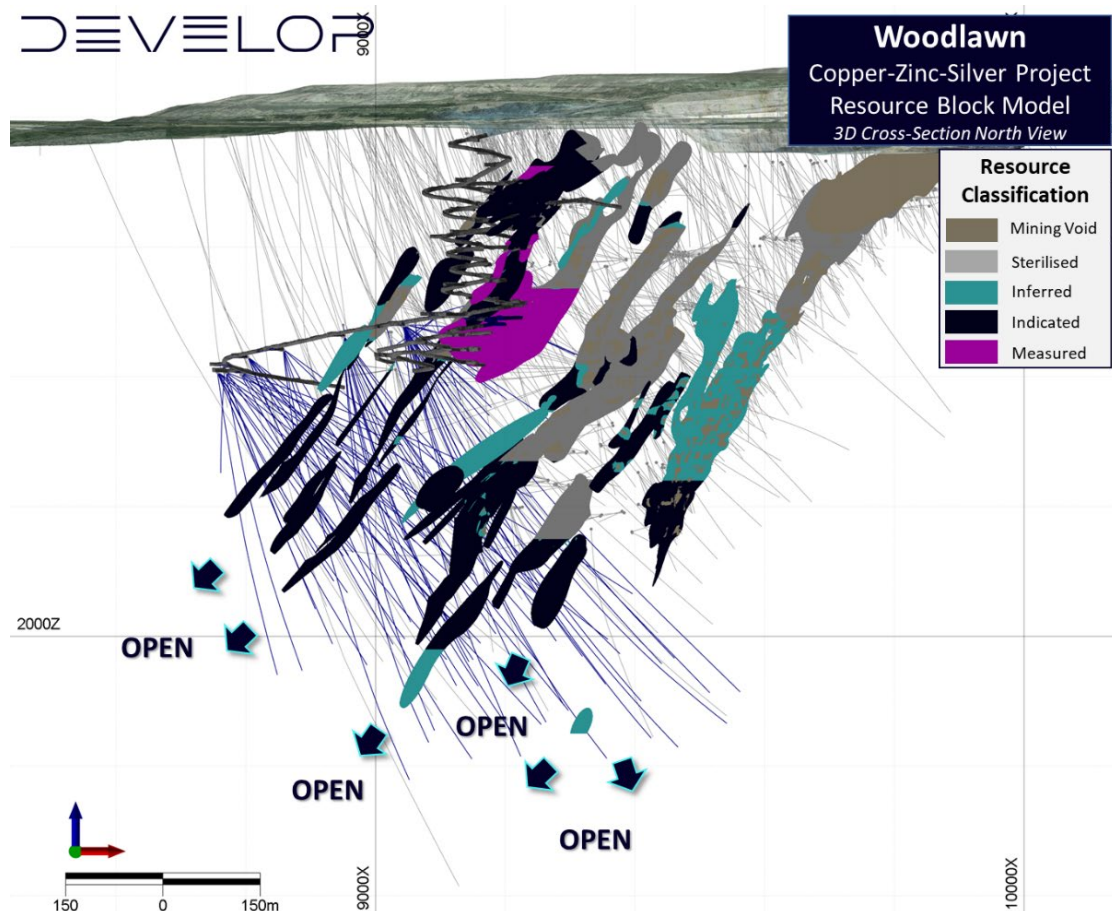 DEVELOP
9000X
Woodlawn
Copper-Zinc-Silver Project
Resource Block Model
3D Cross-Section North View
Resource
Classification
Mining Void
Sterilised
Inferred
Indicated
Measured
2000Z
OPEN
OPEN
OPEN
OPEN
9000X
10000X
150 0 150m